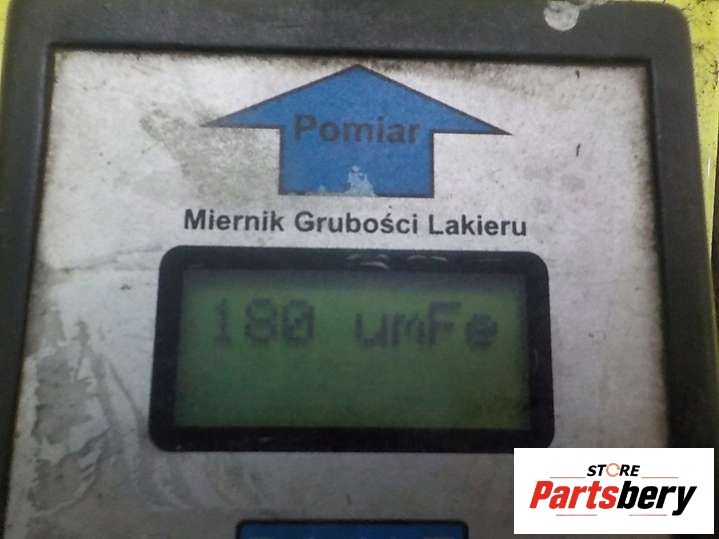 Pomiar
Miernik Grubości Lakieru
180 umFe
STORE
Partsbery